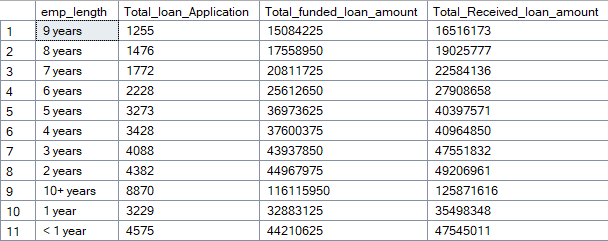 emp_length Total_loan_Application Total_funded_loan_amount Total_Received_loan_amount
1 9 years 1255 15084225 16516173
2 8 years 1476 17558950 19025777
3 7 years 1772 20811725 22584136
4 6 years 2228 25612650 27908658
5 5 years 3273 36973625 40397571
6 4 years 3428 37600375 40964850
7 3 years 4088 43937850 47551832
8 2 years 4382 44967975 49206961
9 10+ years 8870 116115950 125871616
10 1 year 3229 32883125 35498348
11 < 1 year 4575 44210625 47545011